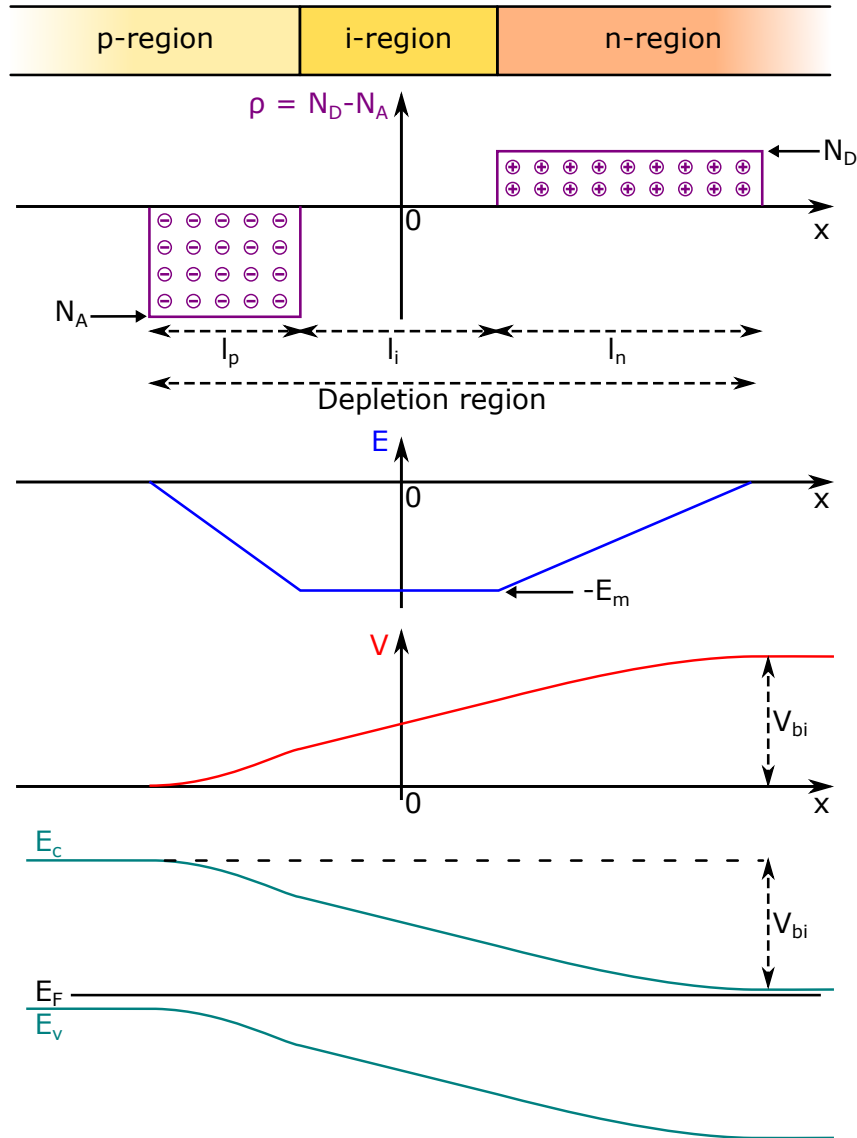 p-region i-region n-region
ρ = N_D-N_A
N_D
0
x
N_A
l_p l_i l_n
Depletion region
E
0
x
-E_m
V
V_bi
0
x
E_c
V_bi
E_F
E_v